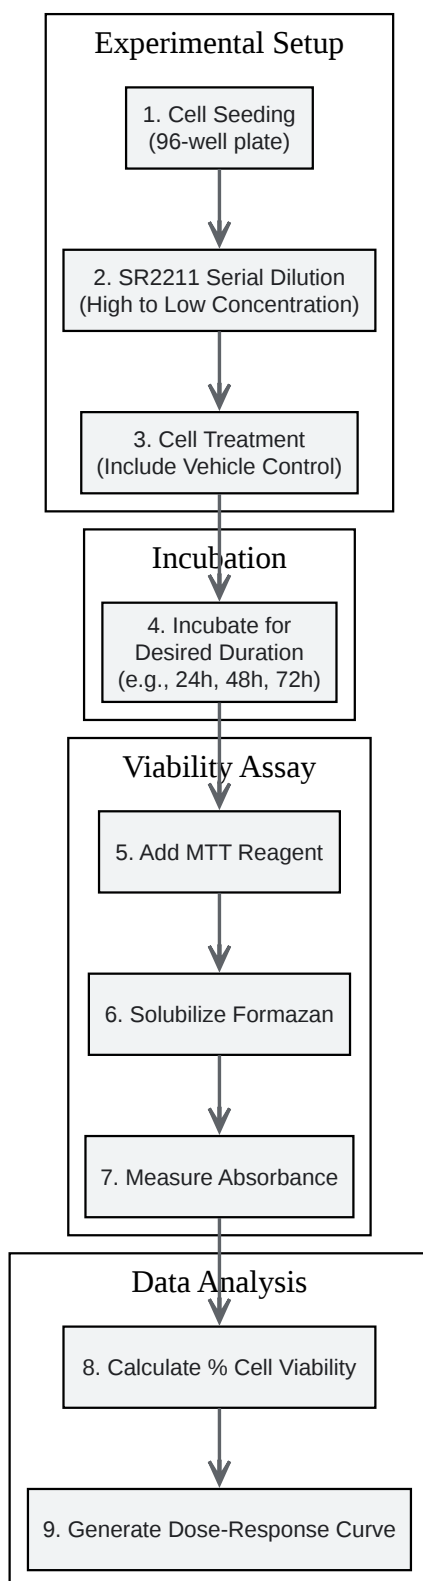 Experimental Setup
1. Cell Seeding
(96-well plate)
2. SR2211 Serial Dilution
(High to Low Concentration)
3. Cell Treatment
(Include Vehicle Control)
Incubation
4. Incubate for
Desired Duration
(e.g., 24h, 48h, 72h)
Viability Assay
5. Add MTT Reagent
6. Solubilize Formazan
7. Measure Absorbance
Data Analysis
8. Calculate % Cell Viability
9. Generate Dose-Response Curve